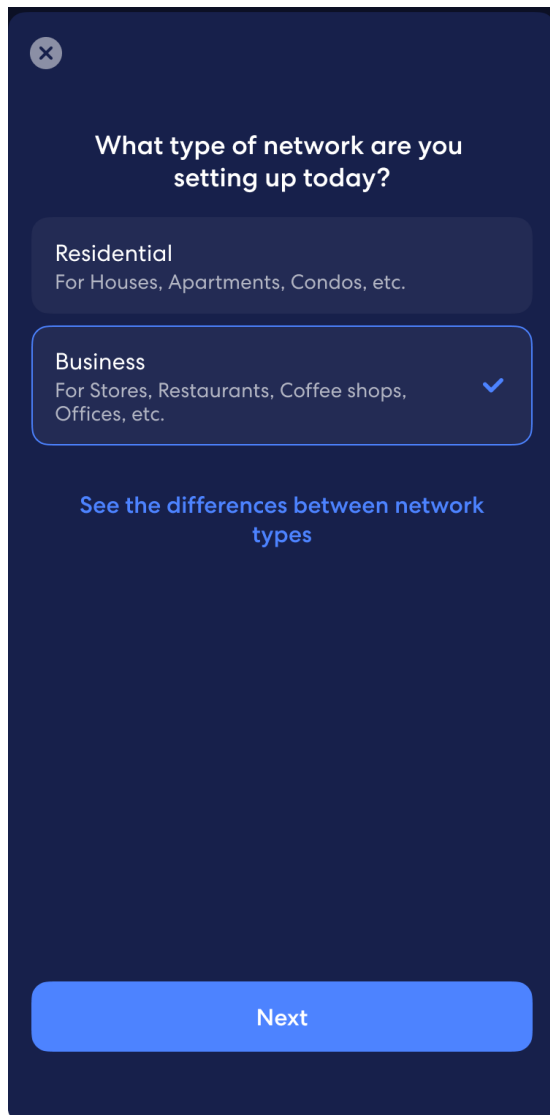 What type of network are you
setting up today?
Residential
For Houses, Apartments, Condos, etc.
Business
For Stores, Restaurants, Coffee shops,
Offices, etc.
See the differences between network
types
Next